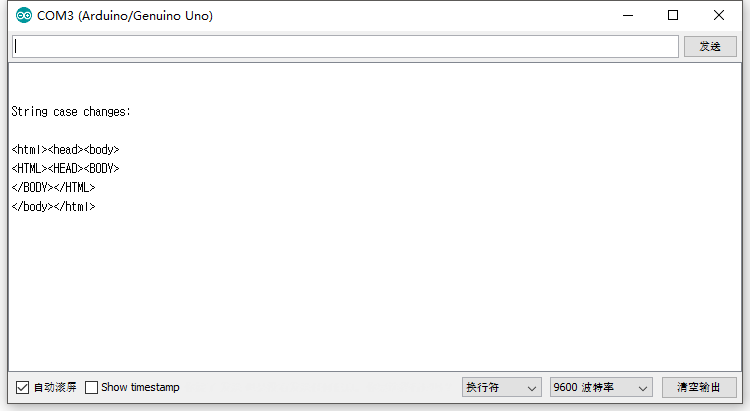 COM3 (Arduino/Genuino Uno)
发送
String case changes:
<html><head><body>
<HTML><HEAD><BODY>
</BODY></HTML>
</body></html>
自动滚屏 Show timestamp 换行符 9600 波特率 清空输出